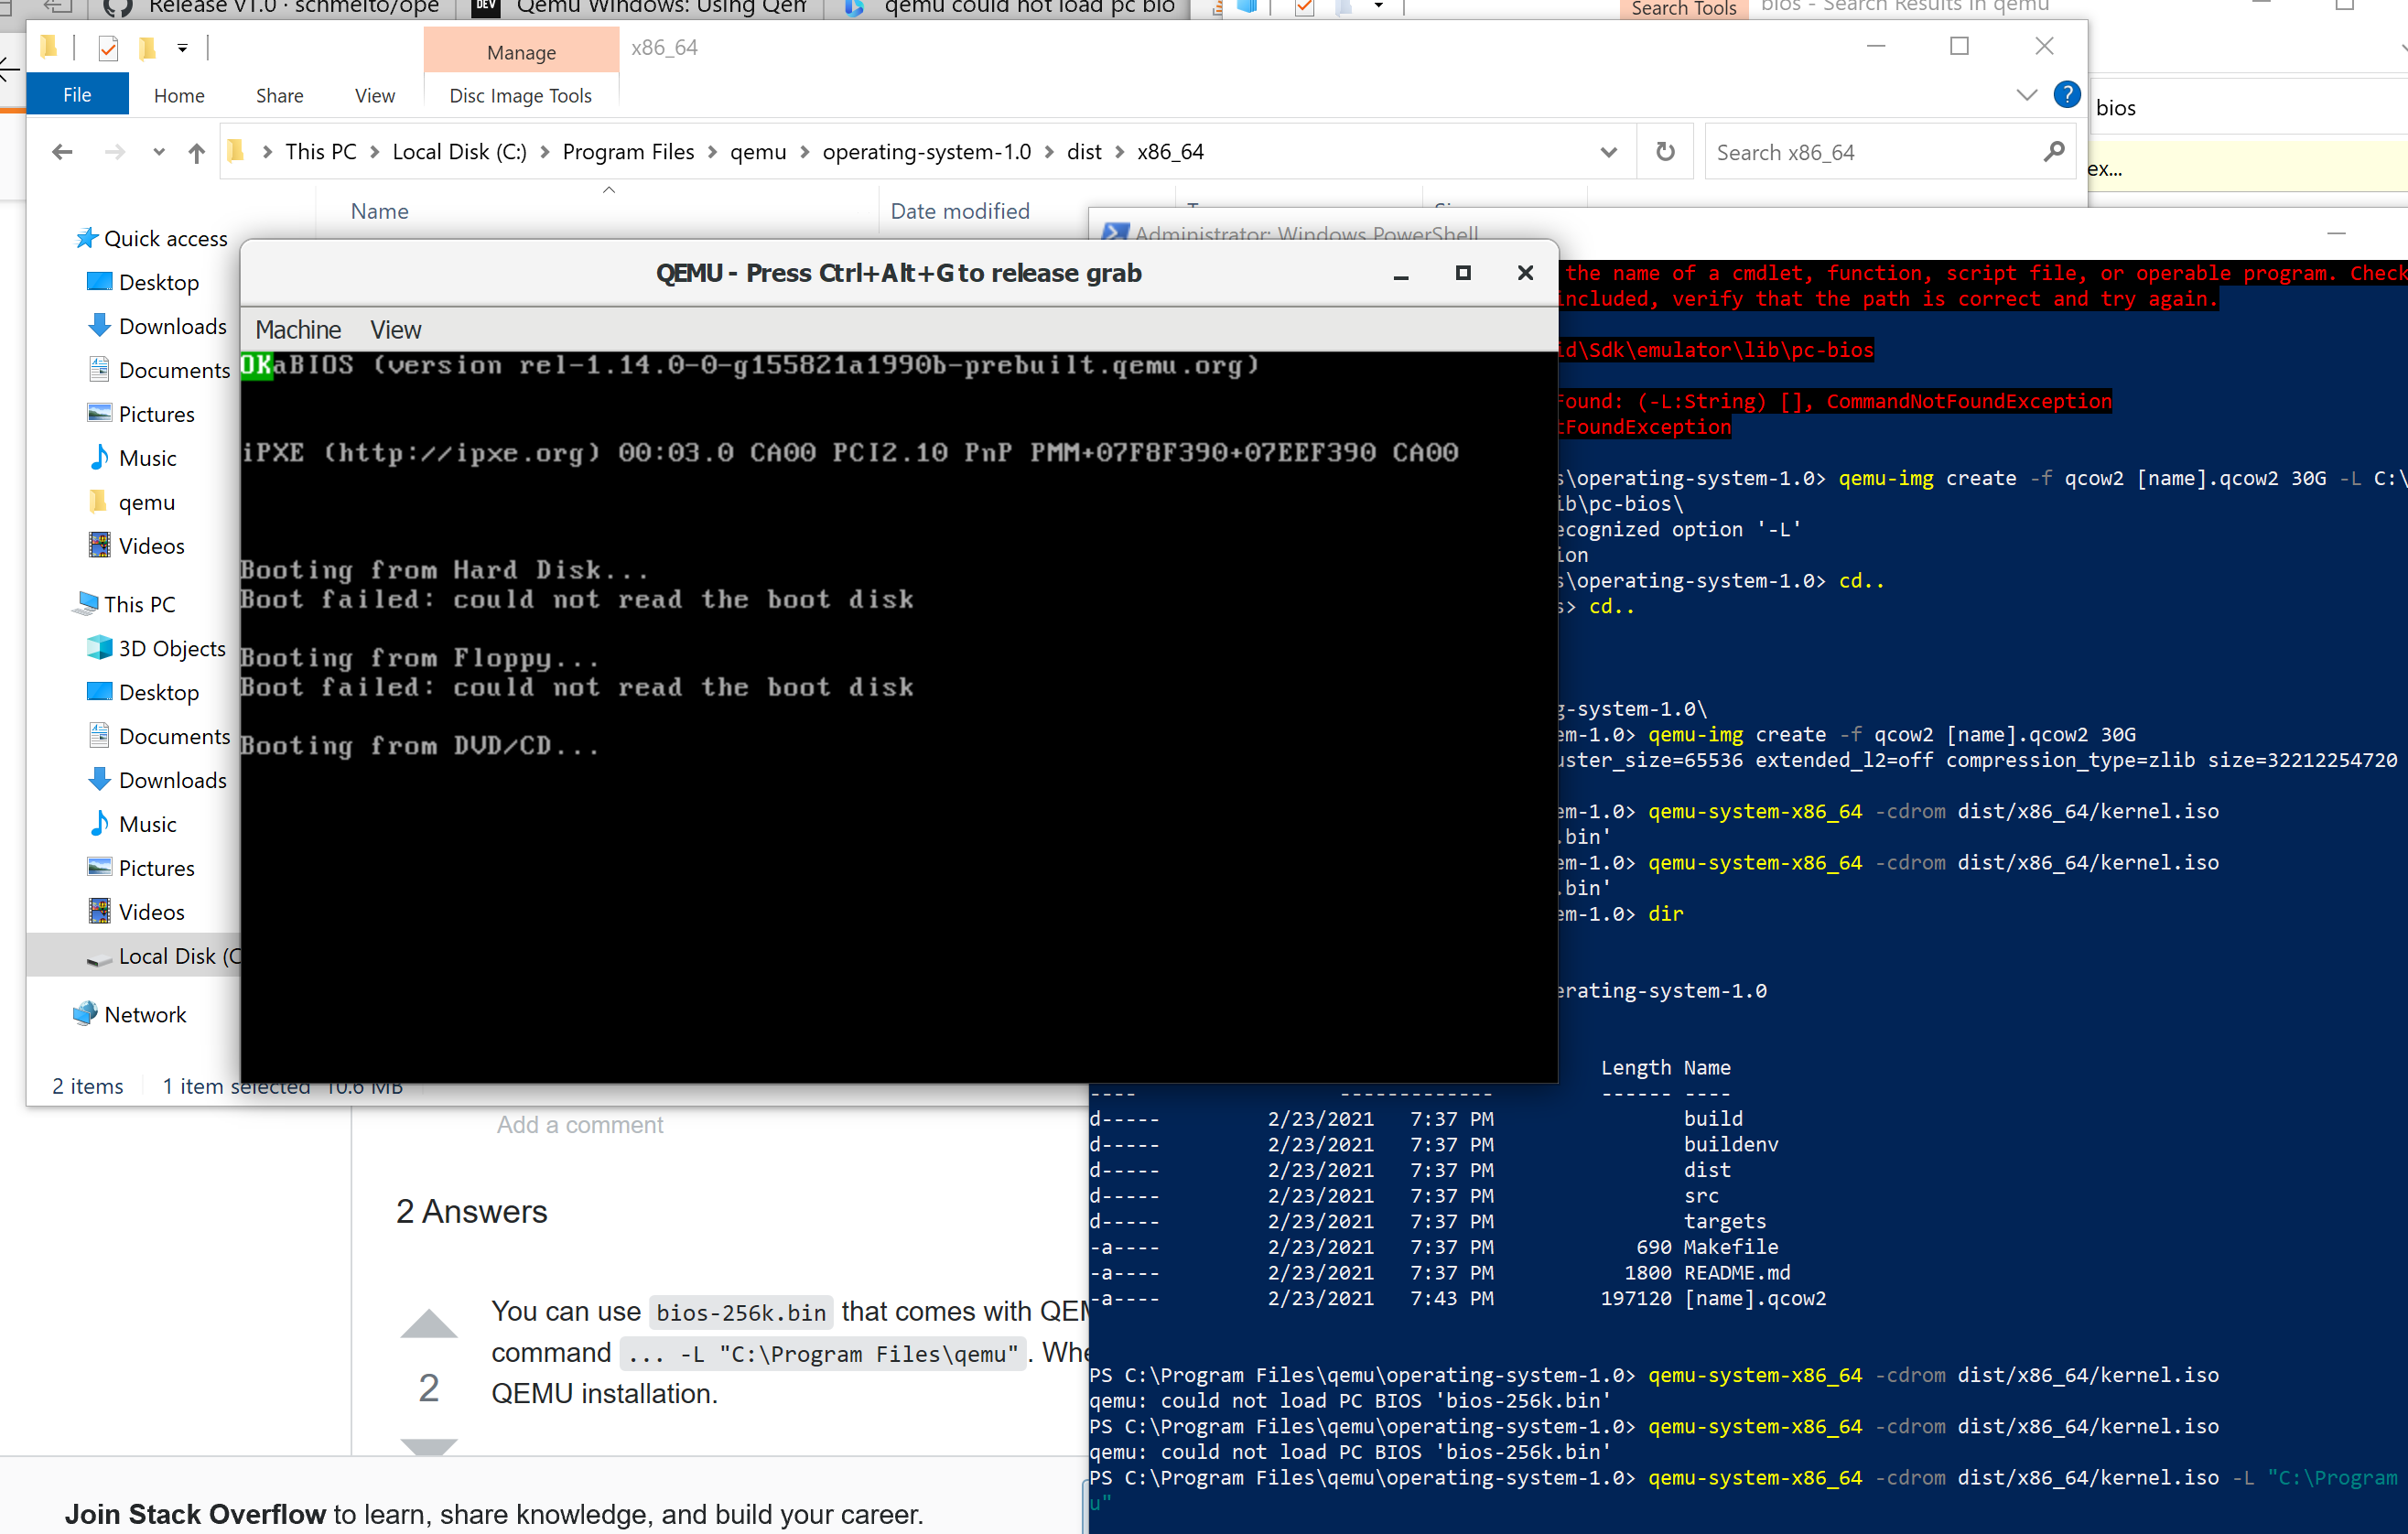 Release v1.0 · schmelto/ope
DEV
Qemu Windows: Using Qem
qemu could not load pc bio
Search Tools
bios - Search Results in qemu
Manage
x86_64
File
Home
Share
View
Disc Image Tools
?
bios
This PC > Local Disk (C:) > Program Files > qemu > operating-system-1.0 > dist > x86_64
Search x86_64
ex...
Name
Date modified
Quick access
Desktop
Downloads
Documents
Pictures
Music
qemu
Videos
This PC
3D Objects
Desktop
Documents
Downloads
Music
Pictures
Videos
Local Disk (C
Network
2 items
1 item selected 10.6 MB
QEMU - Press Ctrl+Alt+G to release grab
Machine
View
OKaBIOS (version rel-1.14.0-0-g155821a1990b-prebuilt.qemu.org)
iPXE (http://ipxe.org) 00:03.0 CA00 PCI2.10 PnP PMM+07F8F390+07EEF390 CA00
Booting from Hard Disk...
Boot failed: could not read the boot disk
Booting from Floppy...
Boot failed: could not read the boot disk
Booting from DVD/CD...
Administrator: Windows PowerShell
the name of a cmdlet, function, script file, or operable program. Check
included, verify that the path is correct and try again.
id\Sdk\emulator\lib\pc-bios
Found: (-L:String) [], CommandNotFoundException
tFoundException
s\operating-system-1.0> qemu-img create -f qcow2 [name].qcow2 30G -L C:\
ib\pc-bios\
ecognized option '-L'
ion
s\operating-system-1.0> cd..
s> cd..
g-system-1.0\
em-1.0> qemu-img create -f qcow2 [name].qcow2 30G
uster_size=65536 extended_l2=off compression_type=zlib size=32212254720
em-1.0> qemu-system-x86_64 -cdrom dist/x86_64/kernel.iso
.bin'
em-1.0> qemu-system-x86_64 -cdrom dist/x86_64/kernel.iso
.bin'
em-1.0> dir
erating-system-1.0
Length Name
---- ------------- ------ ----
d----- 2/23/2021 7:37 PM build
d----- 2/23/2021 7:37 PM buildenv
d----- 2/23/2021 7:37 PM dist
d----- 2/23/2021 7:37 PM src
d----- 2/23/2021 7:37 PM targets
-a---- 2/23/2021 7:37 PM 690 Makefile
-a---- 2/23/2021 7:37 PM 1800 README.md
-a---- 2/23/2021 7:43 PM 197120 [name].qcow2
PS C:\Program Files\qemu\operating-system-1.0> qemu-system-x86_64 -cdrom dist/x86_64/kernel.iso
qemu: could not load PC BIOS 'bios-256k.bin'
PS C:\Program Files\qemu\operating-system-1.0> qemu-system-x86_64 -cdrom dist/x86_64/kernel.iso
qemu: could not load PC BIOS 'bios-256k.bin'
PS C:\Program Files\qemu\operating-system-1.0> qemu-system-x86_64 -cdrom dist/x86_64/kernel.iso -L "C:\Program
u"
Add a comment
2 Answers
You can use bios-256k.bin that comes with QEM
command ... -L "C:\Program Files\qemu" . Whe
2
QEMU installation.
Join Stack Overflow to learn, share knowledge, and build your career.